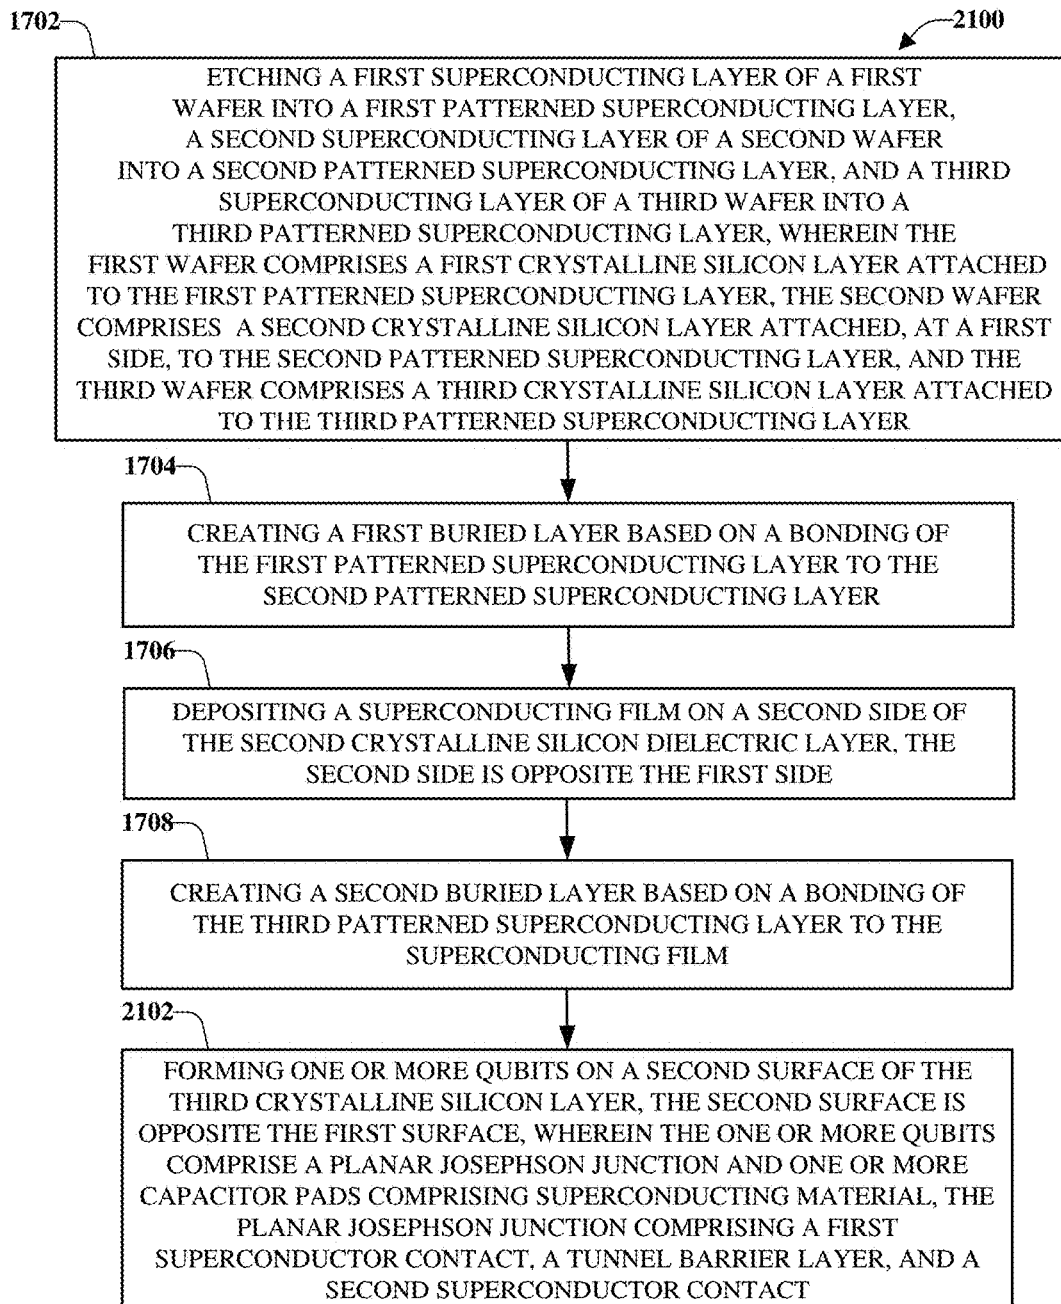 1702
2100
ETCHING A FIRST SUPERCONDUCTING LAYER OF A FIRST
WAFER INTO A FIRST PATTERNED SUPERCONDUCTING LAYER,
A SECOND SUPERCONDUCTING LAYER OF A SECOND WAFER
INTO A SECOND PATTERNED SUPERCONDUCTING LAYER, AND A THIRD
SUPERCONDUCTING LAYER OF A THIRD WAFER INTO A
THIRD PATTERNED SUPERCONDUCTING LAYER, WHEREIN THE
FIRST WAFER COMPRISES A FIRST CRYSTALLINE SILICON LAYER ATTACHED
TO THE FIRST PATTERNED SUPERCONDUCTING LAYER, THE SECOND WAFER
COMPRISES A SECOND CRYSTALLINE SILICON LAYER ATTACHED, AT A FIRST
SIDE, TO THE SECOND PATTERNED SUPERCONDUCTING LAYER, AND THE
THIRD WAFER COMPRISES A THIRD CRYSTALLINE SILICON LAYER ATTACHED
TO THE THIRD PATTERNED SUPERCONDUCTING LAYER
1704
CREATING A FIRST BURIED LAYER BASED ON A BONDING OF
THE FIRST PATTERNED SUPERCONDUCTING LAYER TO THE
SECOND PATTERNED SUPERCONDUCTING LAYER
1706
DEPOSITING A SUPERCONDUCTING FILM ON A SECOND SIDE OF
THE SECOND CRYSTALLINE SILICON DIELECTRIC LAYER, THE
SECOND SIDE IS OPPOSITE THE FIRST SIDE
1708
CREATING A SECOND BURIED LAYER BASED ON A BONDING OF
THE THIRD PATTERNED SUPERCONDUCTING LAYER TO THE
SUPERCONDUCTING FILM
2102
FORMING ONE OR MORE QUBITS ON A SECOND SURFACE OF THE
THIRD CRYSTALLINE SILICON LAYER, THE SECOND SURFACE IS
OPPOSITE THE FIRST SURFACE, WHEREIN THE ONE OR MORE QUBITS
COMPRISE A PLANAR JOSEPHSON JUNCTION AND ONE OR MORE
CAPACITOR PADS COMPRISING SUPERCONDUCTING MATERIAL, THE
PLANAR JOSEPHSON JUNCTION COMPRISING A FIRST
SUPERCONDUCTOR CONTACT, A TUNNEL BARRIER LAYER, AND A
SECOND SUPERCONDUCTOR CONTACT